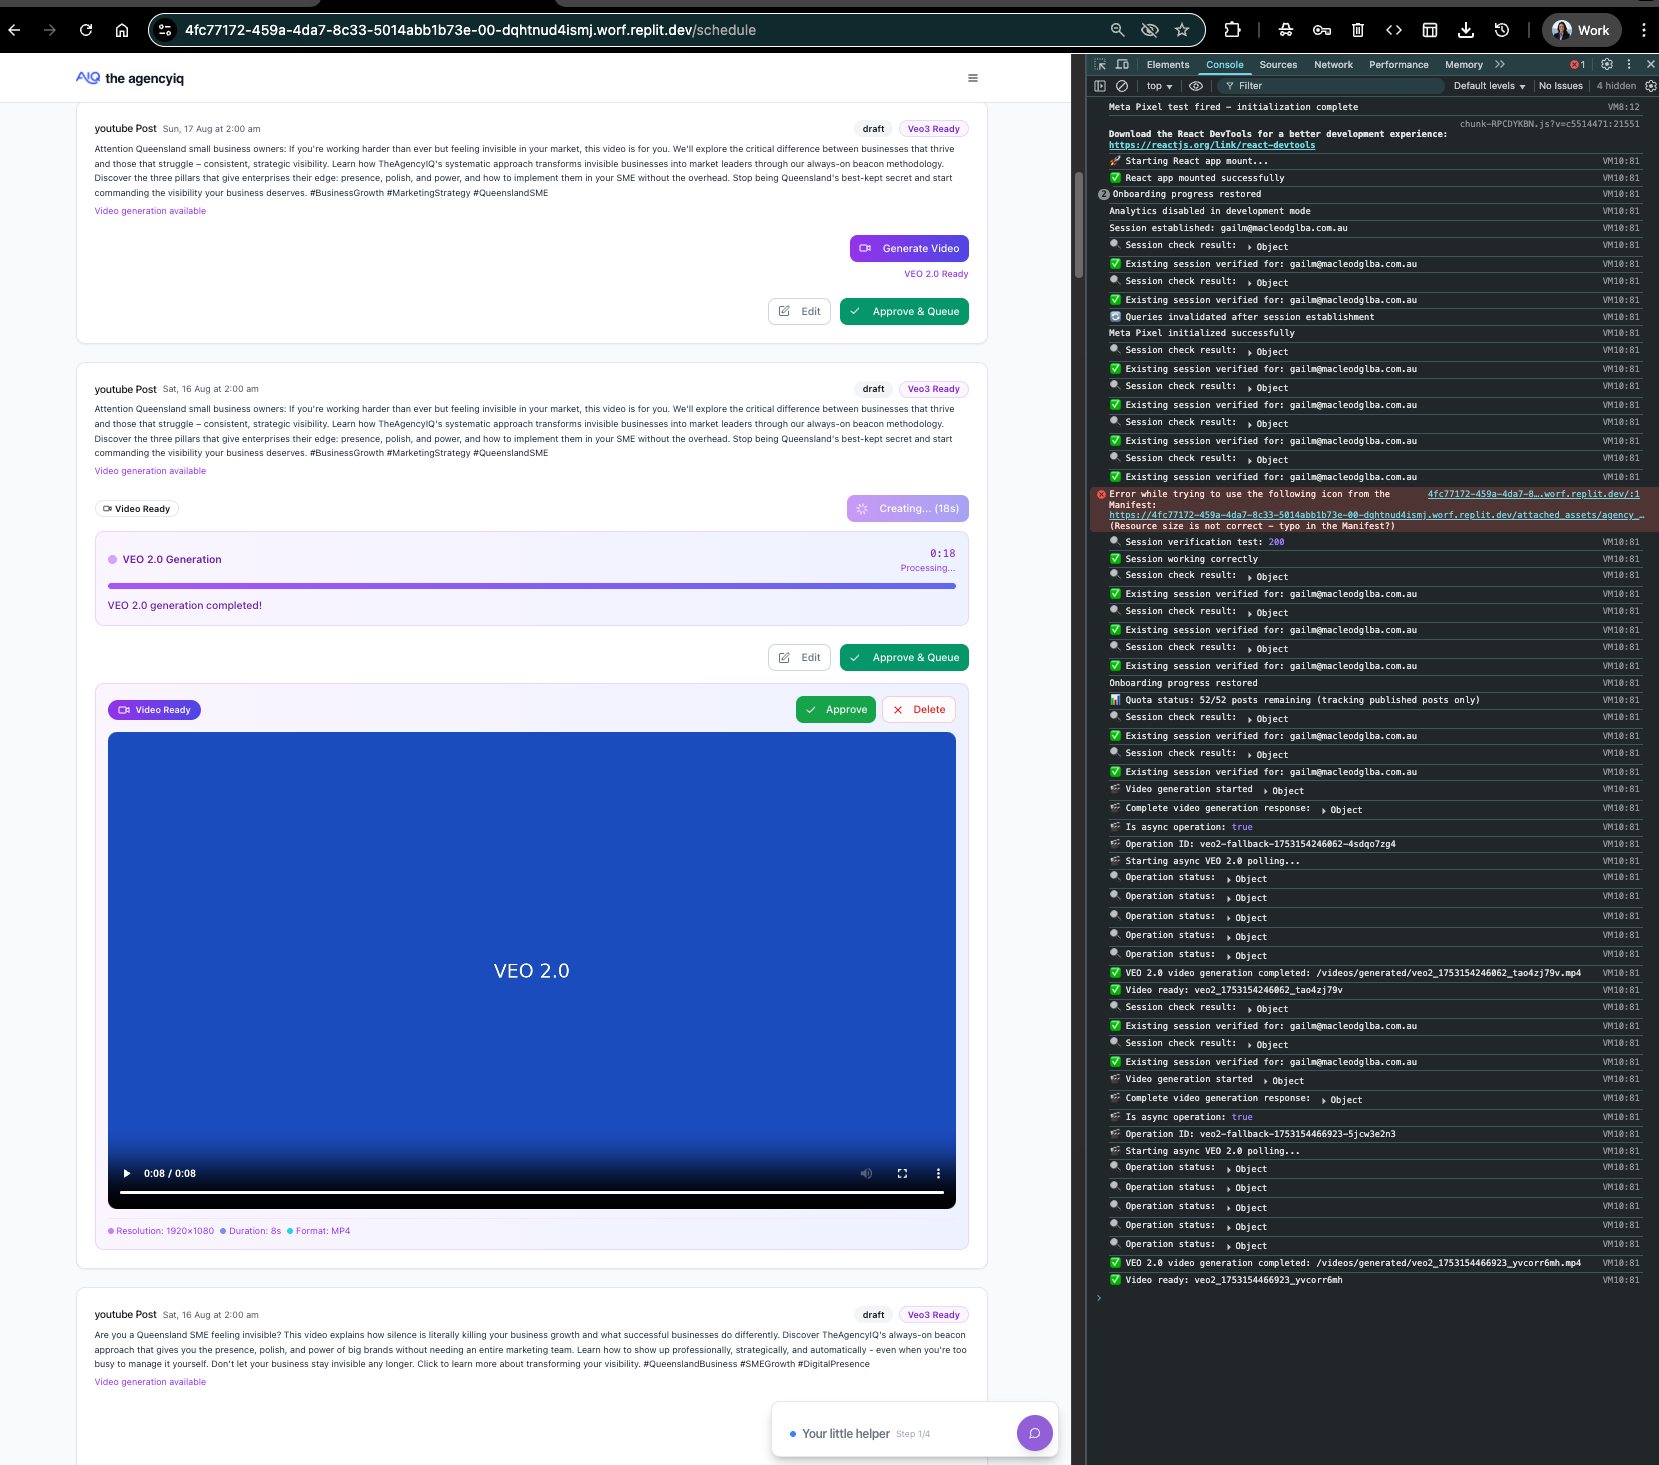 4fc77172-459a-4da7-8c33-5014abb1b73e-00-dqhtnud4ismj.worf.replit.dev/schedule
Work
AIQ the agencyiq
youtube Post Sun, 17 Aug at 2:00 am
draft Veo3 Ready
Attention Queensland small business owners: If you're working harder than ever but feeling invisible in your market, this video is for you. We'll explore the critical difference between businesses that thrive
and those that struggle – consistent, strategic visibility. Learn how TheAgencyIQ's systematic approach transforms invisible businesses into market leaders through our always-on beacon methodology.
Discover the three pillars that give enterprises their edge: presence, polish, and power, and how to implement them in your SME without the overhead. Stop being Queensland's best-kept secret and start
commanding the visibility your business deserves. #BusinessGrowth #MarketingStrategy #QueenslandSME
Video generation available
Generate Video
VEO 2.0 Ready
Edit
Approve & Queue
youtube Post Sat, 16 Aug at 2:00 am
draft Veo3 Ready
Attention Queensland small business owners: If you're working harder than ever but feeling invisible in your market, this video is for you. We'll explore the critical difference between businesses that thrive
and those that struggle – consistent, strategic visibility. Learn how TheAgencyIQ's systematic approach transforms invisible businesses into market leaders through our always-on beacon methodology.
Discover the three pillars that give enterprises their edge: presence, polish, and power, and how to implement them in your SME without the overhead. Stop being Queensland's best-kept secret and start
commanding the visibility your business deserves. #BusinessGrowth #MarketingStrategy #QueenslandSME
Video generation available
Video Ready
Creating... (18s)
VEO 2.0 Generation
0:18
Processing...
VEO 2.0 generation completed!
Edit
Approve & Queue
Video Ready
Approve
Delete
VEO 2.0
0:08 / 0:08
Resolution: 1920×1080 Duration: 8s Format: MP4
youtube Post Sat, 16 Aug at 2:00 am
draft Veo3 Ready
Are you a Queensland SME feeling invisible? This video explains how silence is literally killing your business growth and what successful businesses do differently. Discover TheAgencyIQ's always-on beacon
approach that gives you the presence, polish, and power of big brands without needing an entire marketing team. Learn how to show up professionally, strategically, and automatically - even when you're too
busy to manage it yourself. Don't let your business stay invisible any longer. Click to learn more about transforming your visibility. #QueenslandBusiness #SMEGrowth #DigitalPresence
Video generation available
Your little helper Step 1/4
Elements Console Sources Network Performance Memory 1
top Filter Default levels No Issues 4 hidden
Meta Pixel test fired – initialization complete VM8:12
chunk-RPCDYKBN.js?v=c5514471:21551
Download the React DevTools for a better development experience:
https://reactjs.org/link/react-devtools
🚀 Starting React app mount... VM10:81
✅ React app mounted successfully VM10:81
2 Onboarding progress restored VM10:81
Analytics disabled in development mode VM10:81
Session established: gailm@macleodglba.com.au VM10:81
🔍 Session check result: Object VM10:81
✅ Existing session verified for: gailm@macleodglba.com.au VM10:81
🔍 Session check result: Object VM10:81
✅ Existing session verified for: gailm@macleodglba.com.au VM10:81
🔄 Queries invalidated after session establishment VM10:81
Meta Pixel initialized successfully VM10:81
🔍 Session check result: Object VM10:81
✅ Existing session verified for: gailm@macleodglba.com.au VM10:81
🔍 Session check result: Object VM10:81
✅ Existing session verified for: gailm@macleodglba.com.au VM10:81
🔍 Session check result: Object VM10:81
✅ Existing session verified for: gailm@macleodglba.com.au VM10:81
🔍 Session check result: Object VM10:81
✅ Existing session verified for: gailm@macleodglba.com.au VM10:81
Error while trying to use the following icon from the 4fc77172-459a-4da7-8….worf.replit.dev/:1
Manifest:
https://4fc77172-459a-4da7-8c33-5014abb1b73e-00-dqhtnud4ismj.worf.replit.dev/attached_assets/agency_…
(Resource size is not correct – typo in the Manifest?)
🔍 Session verification test: 200 VM10:81
✅ Session working correctly VM10:81
🔍 Session check result: Object VM10:81
✅ Existing session verified for: gailm@macleodglba.com.au VM10:81
🔍 Session check result: Object VM10:81
✅ Existing session verified for: gailm@macleodglba.com.au VM10:81
🔍 Session check result: Object VM10:81
✅ Existing session verified for: gailm@macleodglba.com.au VM10:81
Onboarding progress restored VM10:81
📊 Quota status: 52/52 posts remaining (tracking published posts only) VM10:81
🔍 Session check result: Object VM10:81
✅ Existing session verified for: gailm@macleodglba.com.au VM10:81
🔍 Session check result: Object VM10:81
✅ Existing session verified for: gailm@macleodglba.com.au VM10:81
🎬 Video generation started Object VM10:81
🎬 Complete video generation response: Object VM10:81
🎬 Is async operation: true VM10:81
🎬 Operation ID: veo2-fallback-1753154246062-4sdqo7zg4 VM10:81
🎬 Starting async VEO 2.0 polling... VM10:81
🔍 Operation status: Object VM10:81
🔍 Operation status: Object VM10:81
🔍 Operation status: Object VM10:81
🔍 Operation status: Object VM10:81
🔍 Operation status: Object VM10:81
✅ VEO 2.0 video generation completed: /videos/generated/veo2_1753154246062_tao4zj79v.mp4 VM10:81
✅ Video ready: veo2_1753154246062_tao4zj79v VM10:81
🔍 Session check result: Object VM10:81
✅ Existing session verified for: gailm@macleodglba.com.au VM10:81
🔍 Session check result: Object VM10:81
✅ Existing session verified for: gailm@macleodglba.com.au VM10:81
🎬 Video generation started Object VM10:81
🎬 Complete video generation response: Object VM10:81
🎬 Is async operation: true VM10:81
🎬 Operation ID: veo2-fallback-1753154466923-5jcw3e2n3 VM10:81
🎬 Starting async VEO 2.0 polling... VM10:81
🔍 Operation status: Object VM10:81
🔍 Operation status: Object VM10:81
🔍 Operation status: Object VM10:81
🔍 Operation status: Object VM10:81
🔍 Operation status: Object VM10:81
✅ VEO 2.0 video generation completed: /videos/generated/veo2_1753154466923_yvcorr6mh.mp4 VM10:81
✅ Video ready: veo2_1753154466923_yvcorr6mh VM10:81